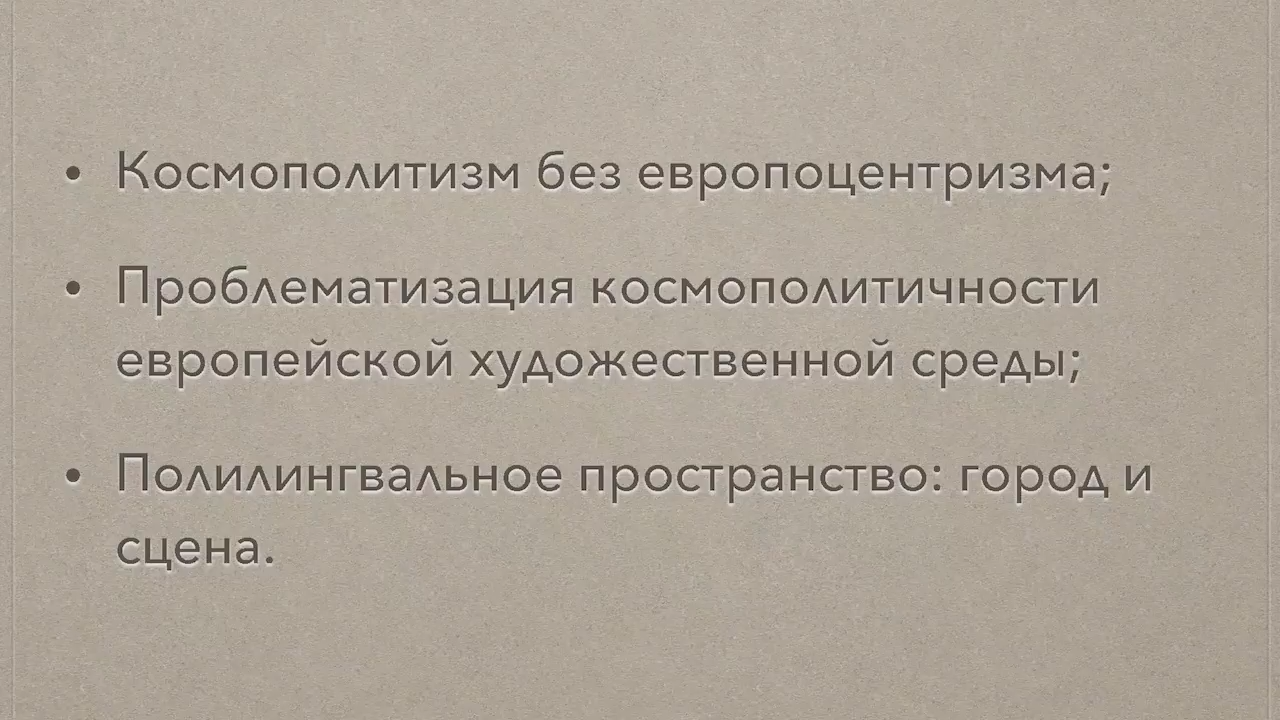 • Космополитизм без европоцентризма;
• Проблематизация космополитичности
европейской художественной среды;
• Полилингвальное пространство: город и
сцена.